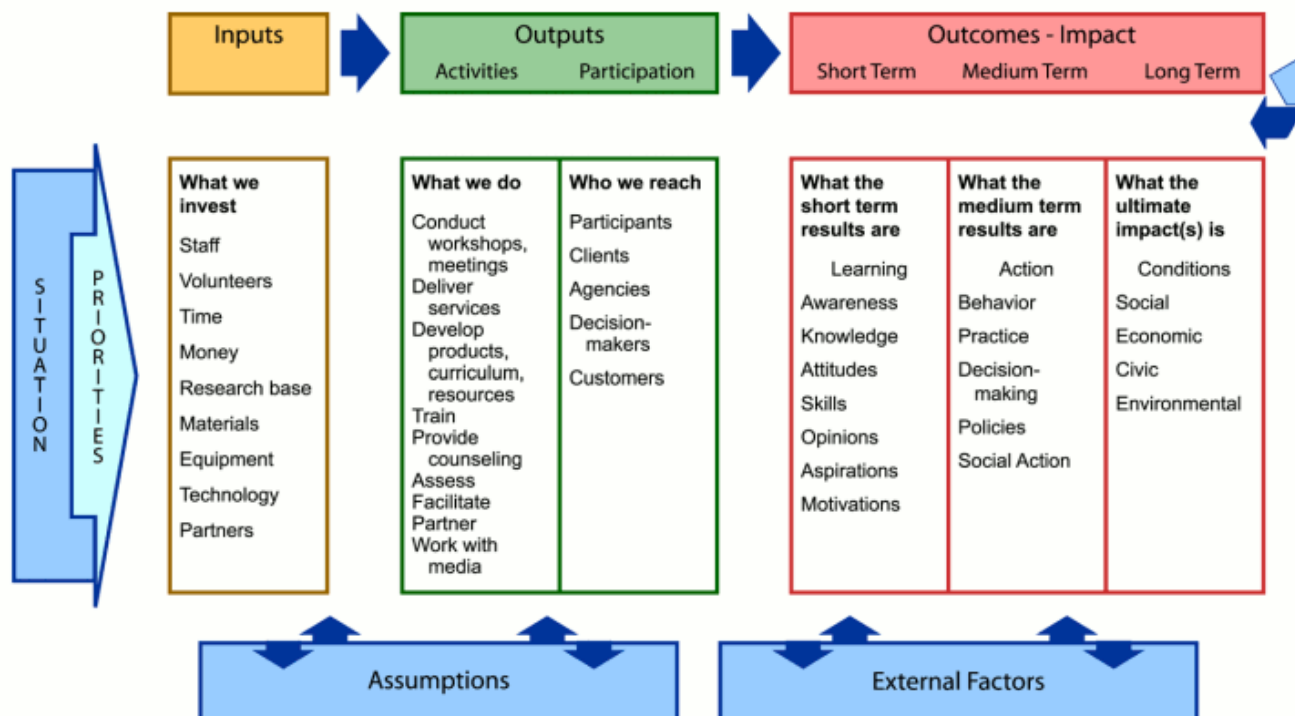 Inputs
Outputs
Activities Participation
Outcomes - Impact
Short Term Medium Term Long Term
SITUATION
PRIORITIES
What we
invest
Staff
Volunteers
Time
Money
Research base
Materials
Equipment
Technology
Partners
What we do
Conduct
workshops,
meetings
Deliver
services
Develop
products,
curriculum,
resources
Train
Provide
counseling
Assess
Facilitate
Partner
Work with
media
Who we reach
Participants
Clients
Agencies
Decision-
makers
Customers
What the
short term
results are
Learning
Awareness
Knowledge
Attitudes
Skills
Opinions
Aspirations
Motivations
What the
medium term
results are
Action
Behavior
Practice
Decision-
making
Policies
Social Action
What the
ultimate
impact(s) is
Conditions
Social
Economic
Civic
Environmental
Assumptions
External Factors